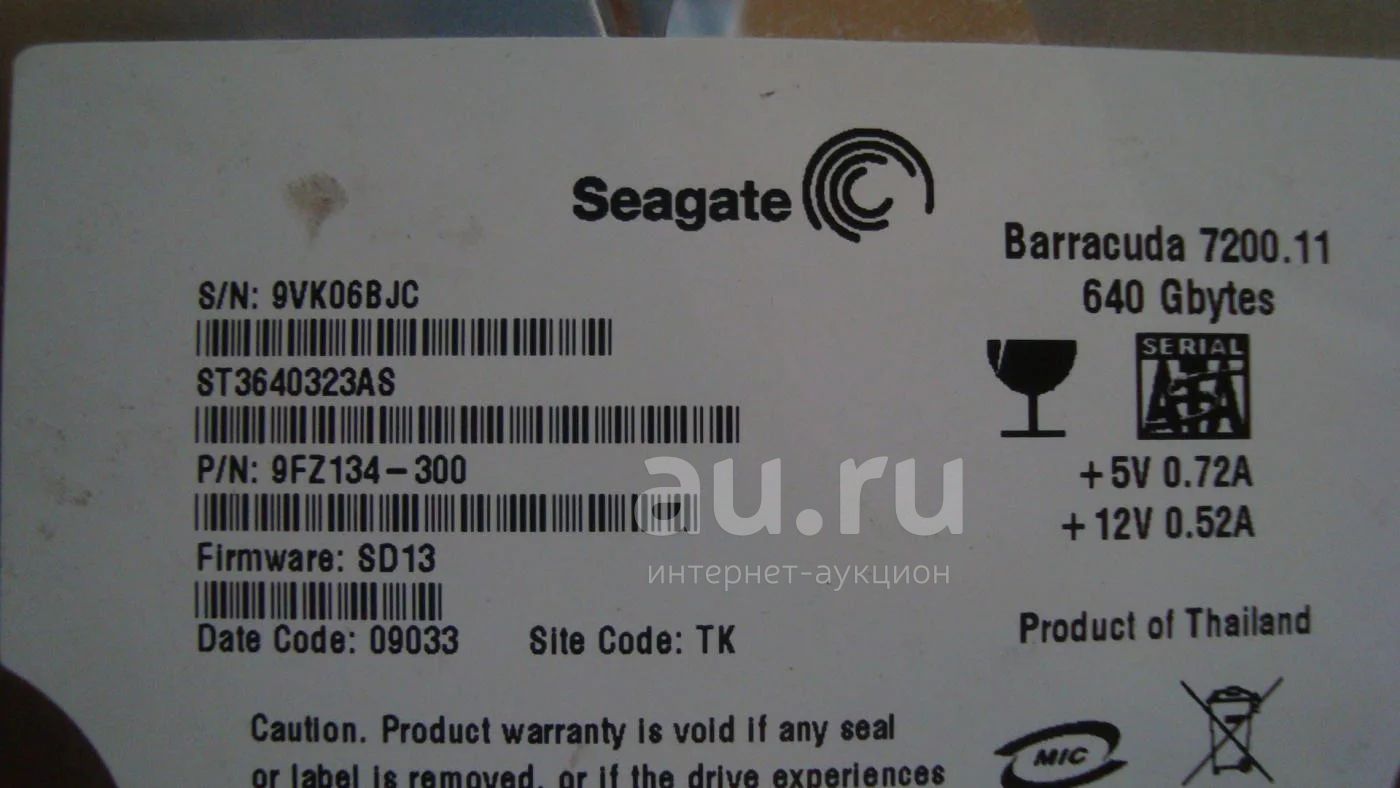 Seagate
Barracuda 7200.11
640 Gbytes
S/N: 9VK06BJC
ST3640323AS
SERIAL
ATA
P/N: 9FZ134-300
+5V 0.72A
+12V 0.52A
au.ru
интернет-аукцион
Firmware: SD13
Date Code: 09033 Site Code: TK
Product of Thailand
Caution. Product warranty is void if any seal
or label is removed, or if the drive experiences
MIC